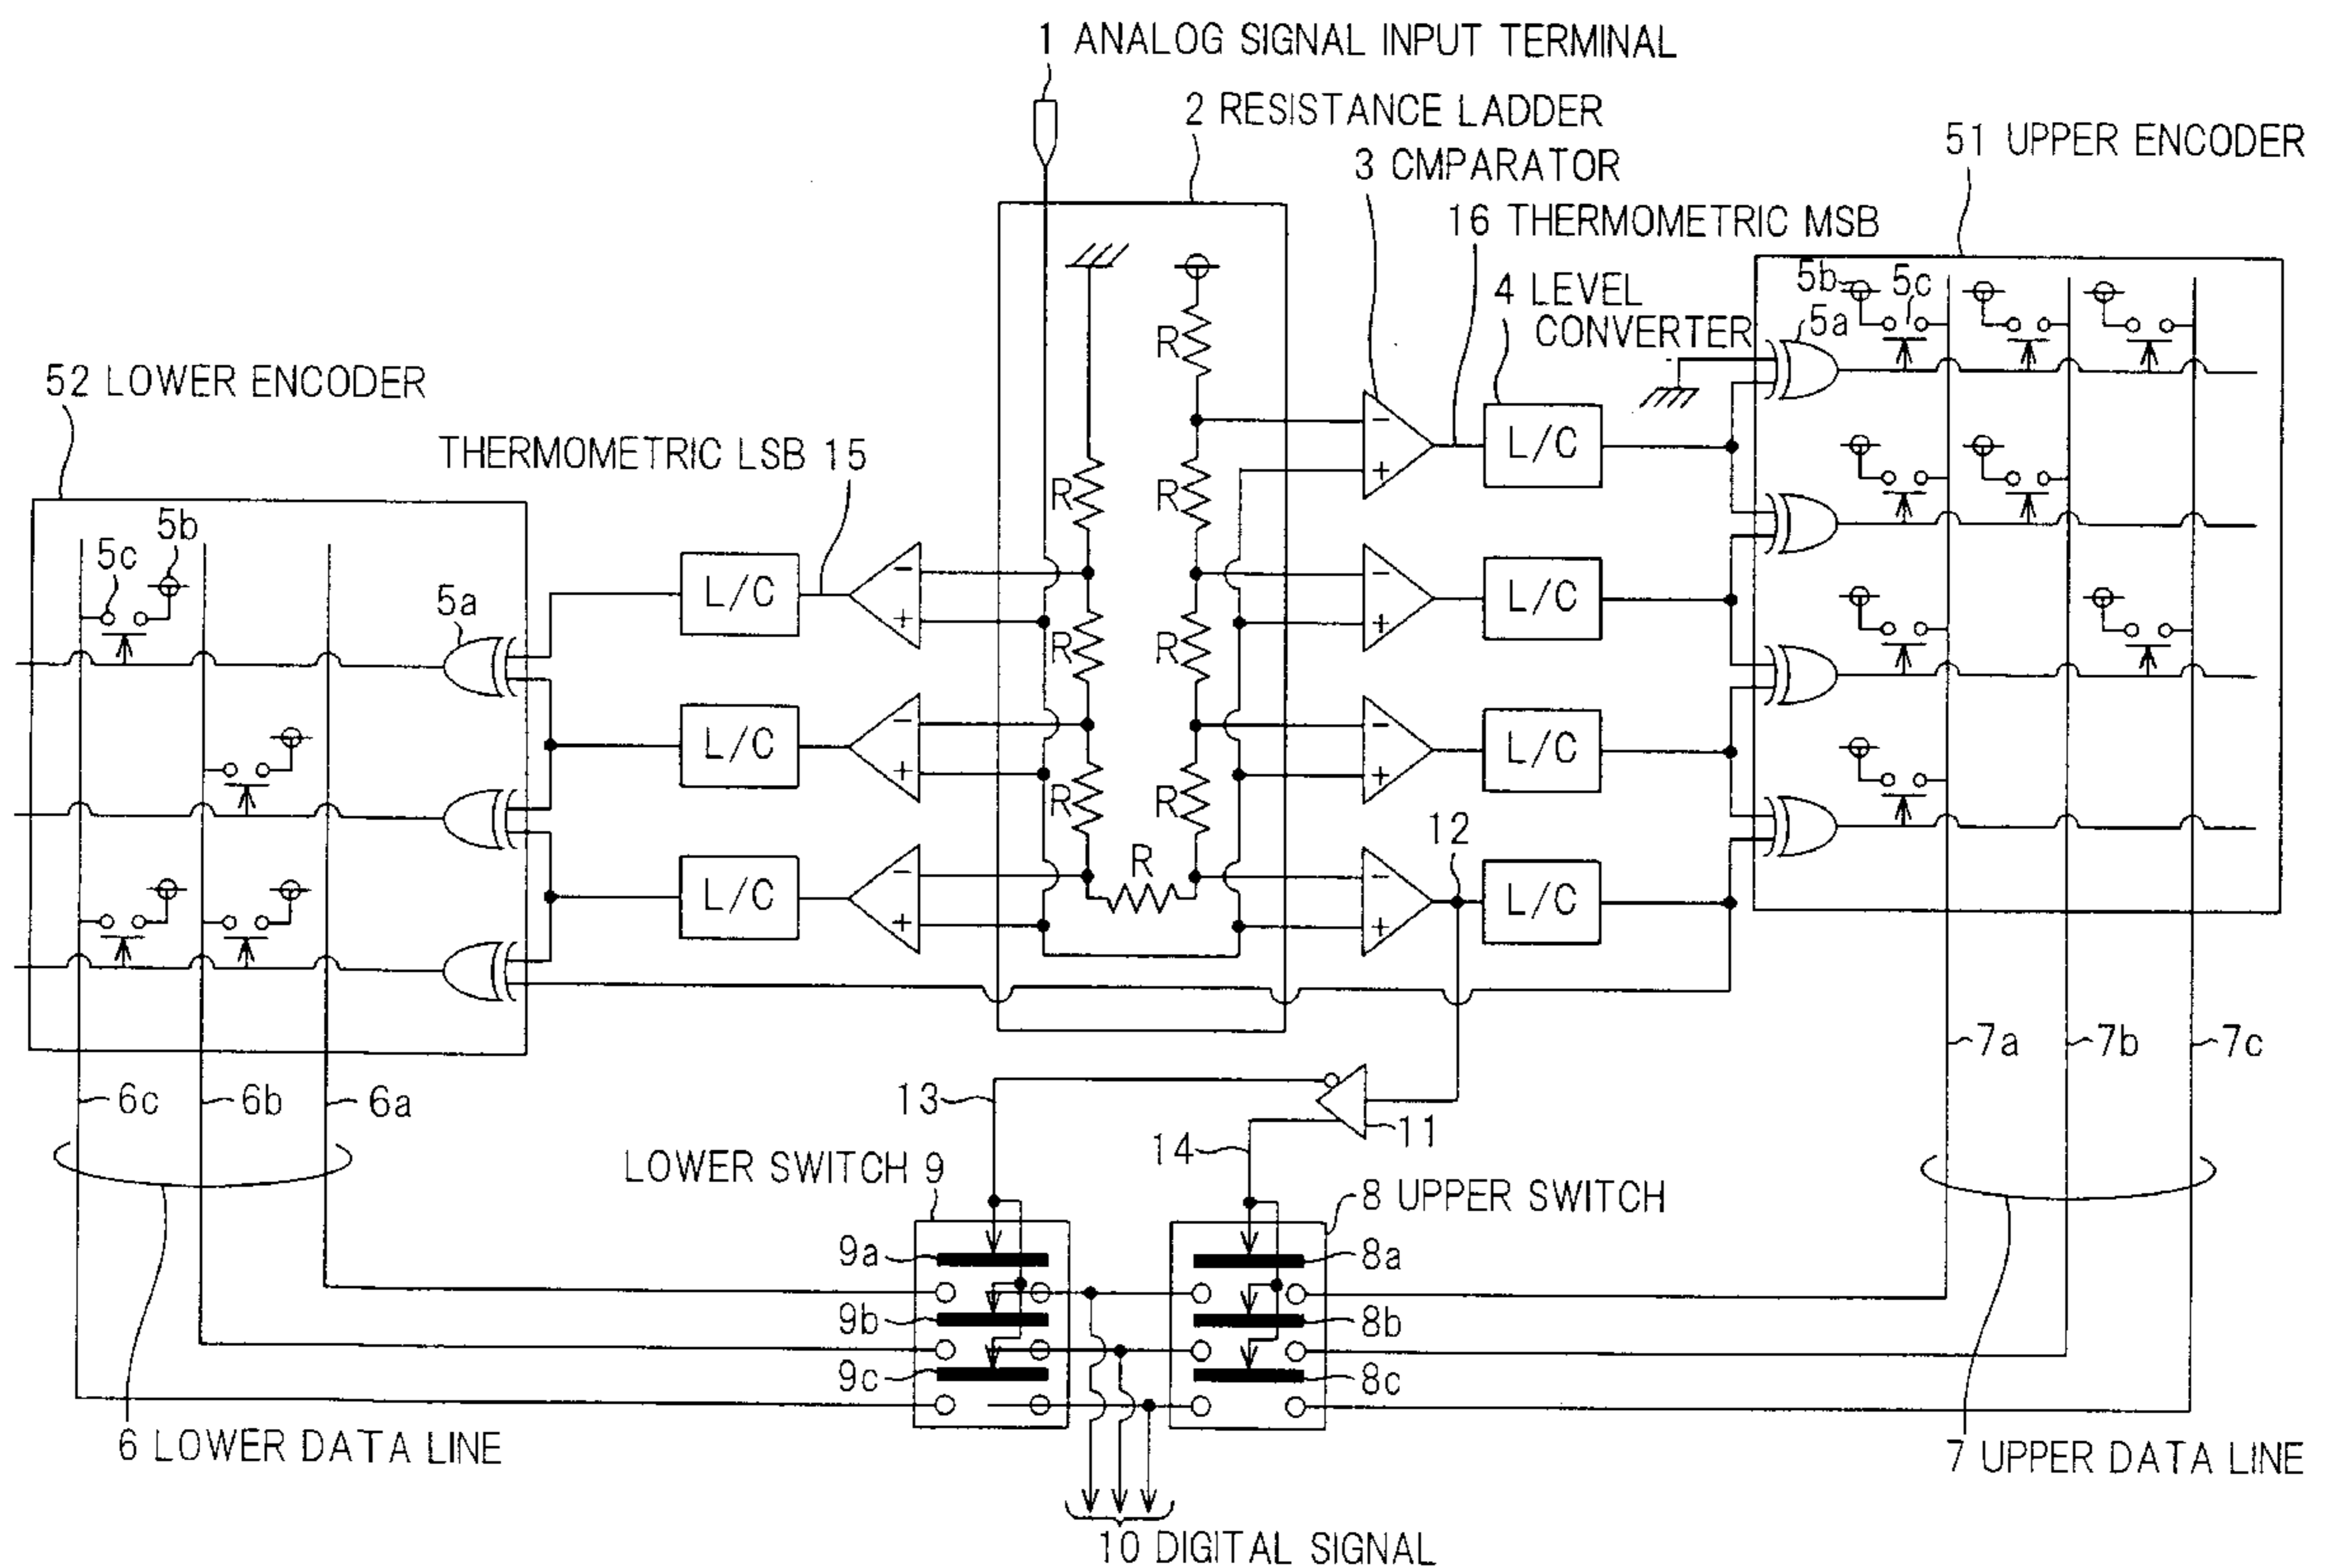 1 ANALOG SIGNAL INPUT TERMINAL
2 RESISTANCE LADDER
3 CMPARATOR
51 UPPER ENCODER
16 THERMOMETRIC MSB
4 LEVEL
CONVERTER
5b
5c
5a
R
R
R
R
R
R
R
R
52 LOWER ENCODER
THERMOMETRIC LSB 15
5c
5b
5a
L/C
L/C
L/C
L/C
L/C
L/C
L/C
−
+
−
+
−
+
−
+
−
+
−
+
−
+
12
6c
6b
6a
7a
7b
7c
13
11
14
LOWER SWITCH 9
8 UPPER SWITCH
9a
8a
9b
8b
9c
8c
6 LOWER DATA LINE
7 UPPER DATA LINE
10 DIGITAL SIGNAL